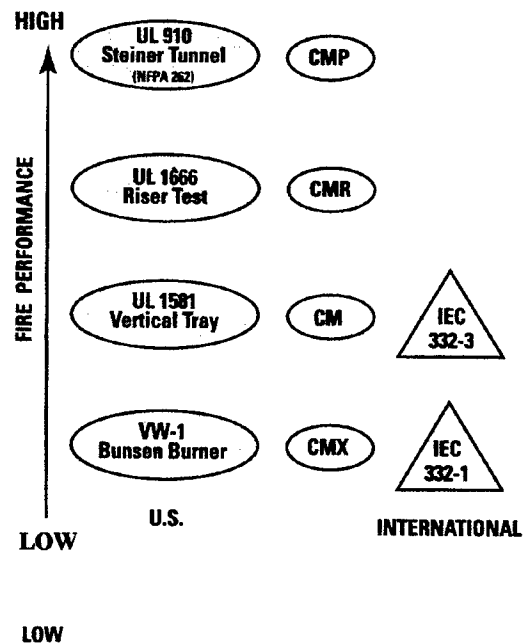 HIGH
UL 910
Steiner Tunnel
(NFPA 262)
CMP
FIRE PERFORMANCE
UL 1666
Riser Test
CMR
UL 1581
Vertical Tray
CM
IEC
332-3
VW-1
Bunsen Burner
CMX
IEC
332-1
LOW
U.S.
INTERNATIONAL
LOW